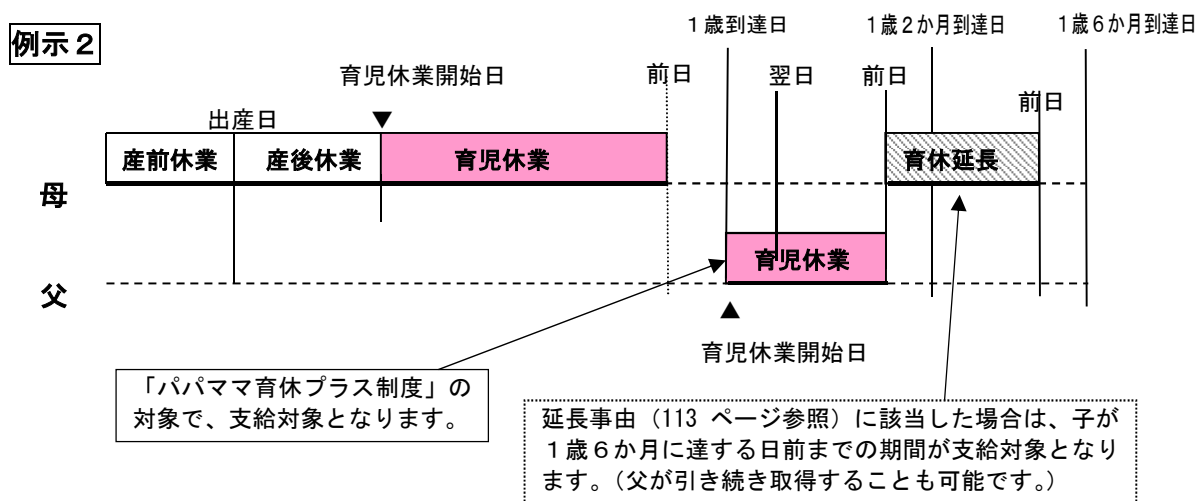 例示２
１歳到達日
１歳２か月到達日
１歳６か月到達日
育児休業開始日
前日
翌日
前日
前日
出産日
▼
産前休業
産後休業
育児休業
育休延長
母
育児休業
父
▲
育児休業開始日
「パパママ育休プラス制度」の
対象で、支給対象となります。
延長事由（113 ページ参照）に該当した場合は、子が
１歳６か月に達する日前までの期間が支給対象となり
ます。（父が引き続き取得することも可能です。）